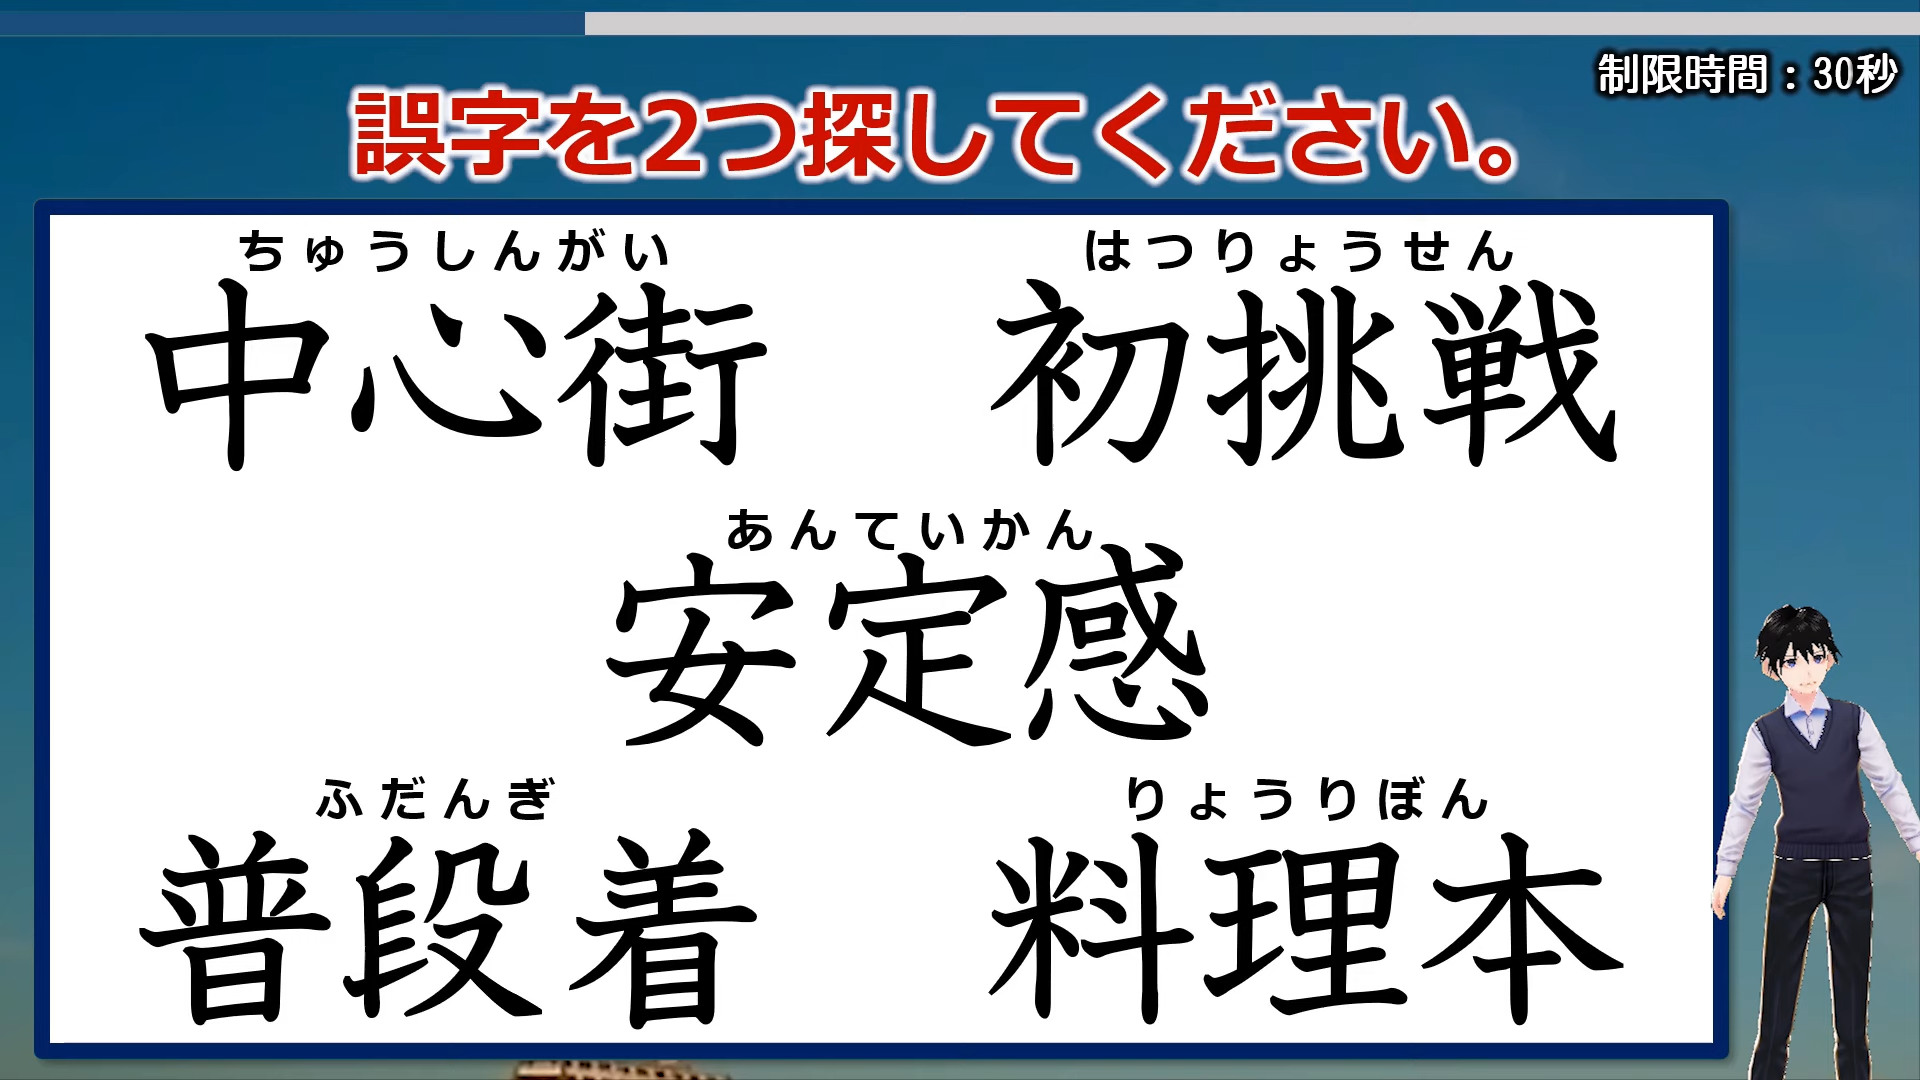 制限時間：30秒
誤字を2つ探してください。
ちゅうしんがい
中心街
はつりょうせん
初挑戦
あんていかん
安定感
ふだんぎ
普段着
りょうりぼん
料理本